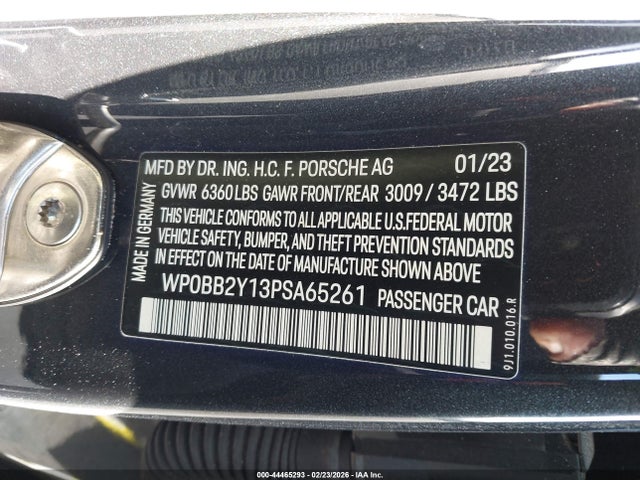 MFD BY DR. ING. H.C. F. PORSCHE AG 01/23
GVWR 6360 LBS GAWR FRONT/REAR 3009 / 3472 LBS
THIS VEHICLE CONFORMS TO ALL APPLICABLE U.S. FEDERAL MOTOR
VEHICLE SAFETY, BUMPER, AND THEFT PREVENTION STANDARDS
IN EFFECT ON THE DATE OF MANUFACTURE SHOWN ABOVE.
WP0BB2Y13PSA65261 PASSENGER CAR
MADE IN GERMANY
9J1.010.016.R
000-44465293 - 02/23/2026 - IAA Inc.